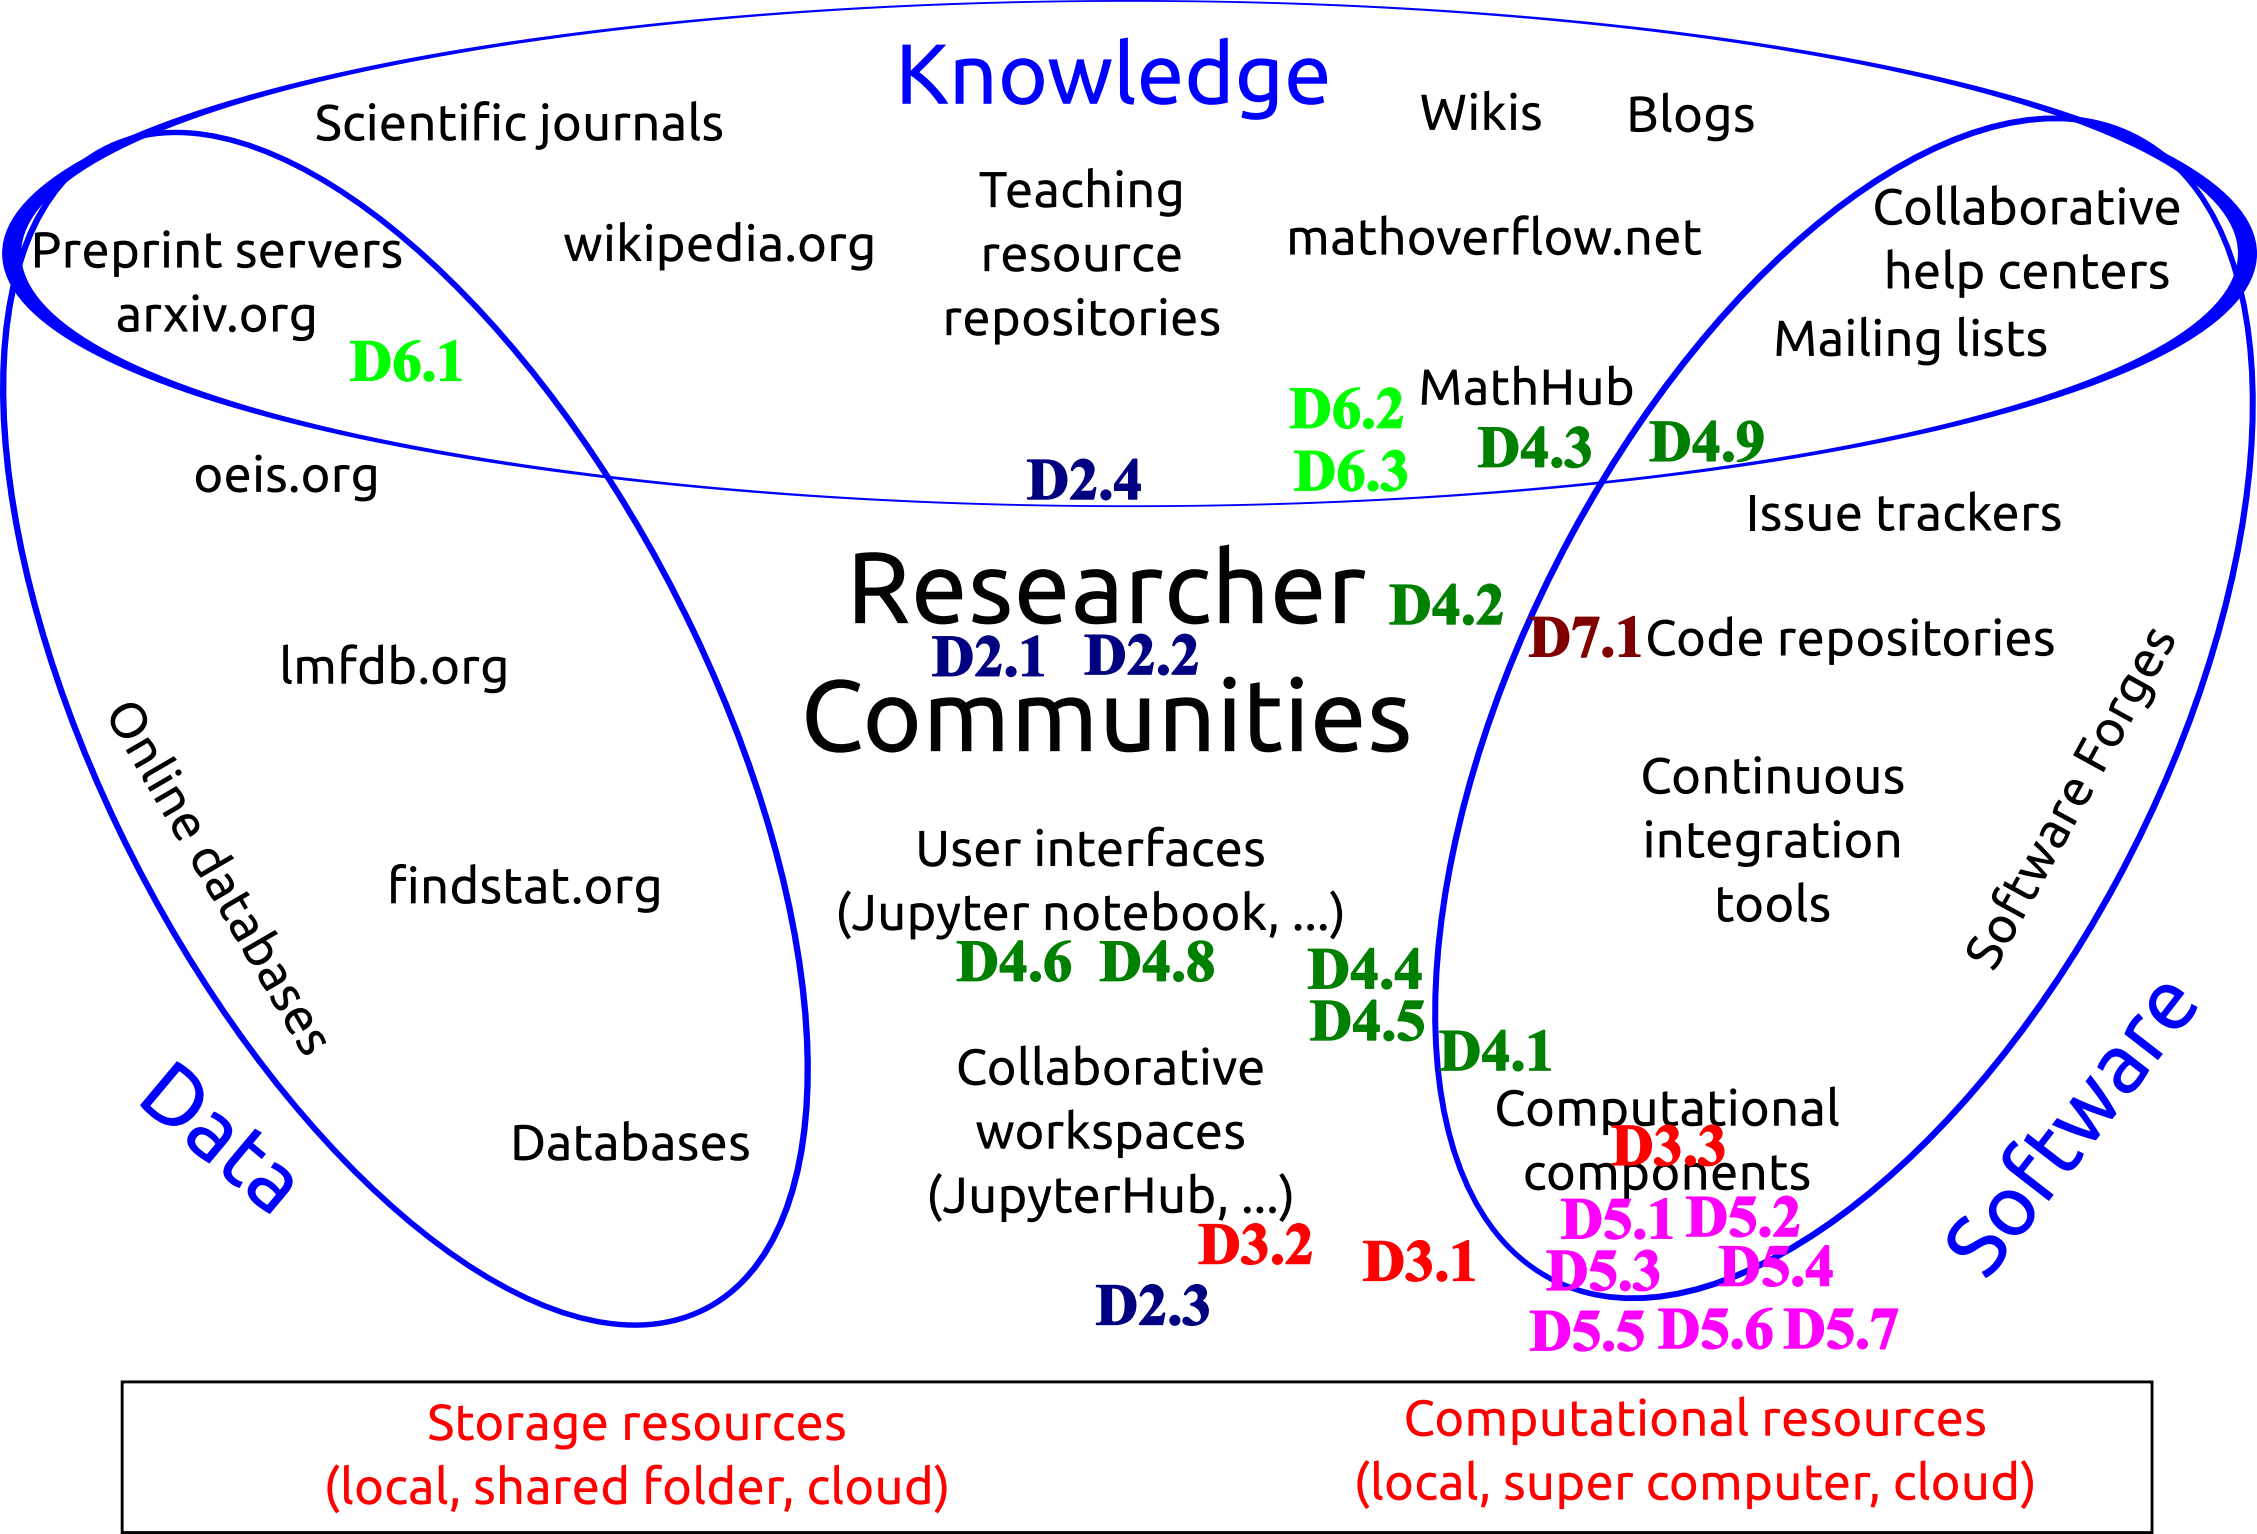 Knowledge
Scientific journals
Wikis
Blogs
Teaching
resource
repositories
wikipedia.org
mathoverflow.net
Collaborative
help centers
Mailing lists
Preprint servers
arxiv.org
D6.1
MathHub
D6.2
D6.3
D4.3
D4.9
D2.4
oeis.org
Issue trackers
Researcher
D4.2
D2.1 D2.2
Communities
D7.1
Code repositories
lmfdb.org
Online databases
findstat.org
Databases
Data
Continuous
integration
tools
Software Forges
Software
User interfaces
(Jupyter notebook, ...)
D4.6 D4.8
D4.4
D4.5
D4.1
Collaborative
workspaces
(JupyterHub, ...)
D3.2
D3.1
D2.3
Computational
D3.3
components
D5.1 D5.2
D5.3 D5.4
D5.5 D5.6 D5.7
Storage resources
(local, shared folder, cloud)
Computational resources
(local, super computer, cloud)